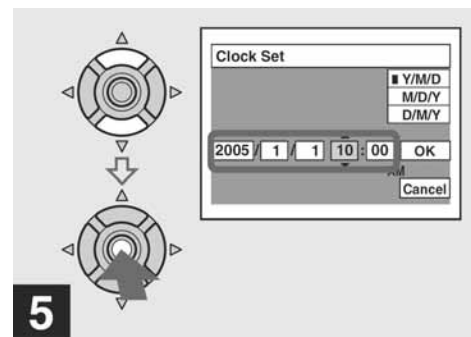 Clock Set
Y/M/D
M/D/Y
D/M/Y
2005 / 1 / 1 10 : 00 OK
AM
Cancel
5